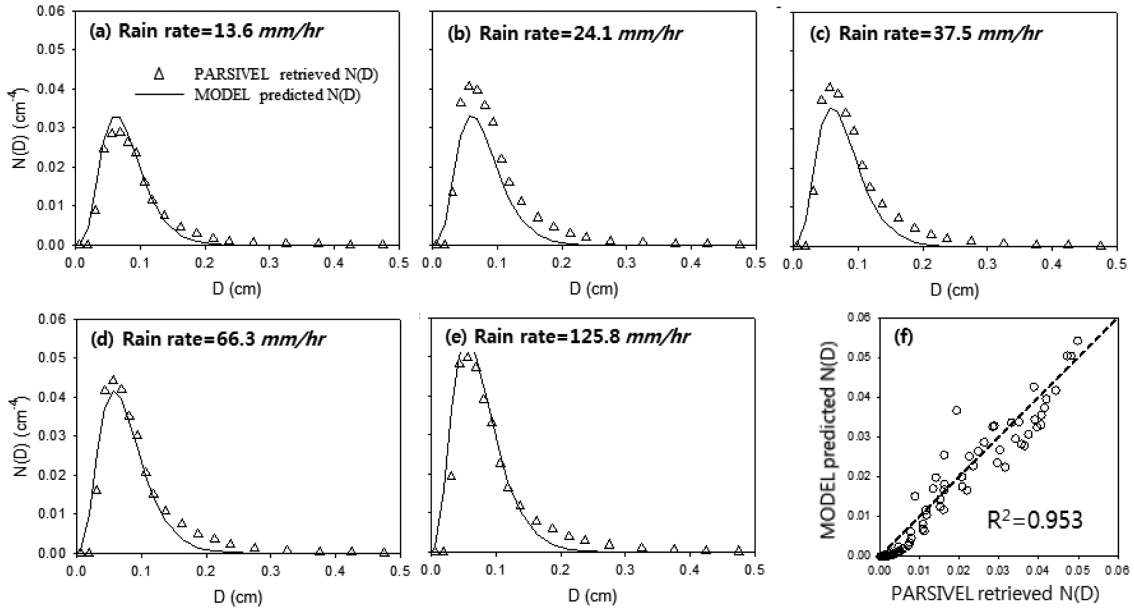 (a) Rain rate=13.6 mm/hr
PARSIVEL retrieved N(D)
MODEL predicted N(D)
N(D) (cm-4)
0.06
0.05
0.04
0.03
0.02
0.01
0.00
0.0 0.1 0.2 0.3 0.4 0.5
D (cm)
(b) Rain rate=24.1 mm/hr
0.0 0.1 0.2 0.3 0.4 0.5
D (cm)
(c) Rain rate=37.5 mm/hr
0.0 0.1 0.2 0.3 0.4 0.5
D (cm)
(d) Rain rate=66.3 mm/hr
N(D) (cm-4)
0.06
0.05
0.04
0.03
0.02
0.01
0.00
0.0 0.1 0.2 0.3 0.4 0.5
D (cm)
(e) Rain rate=125.8 mm/hr
0.0 0.1 0.2 0.3 0.4 0.5
D (cm)
(f)
MODEL predicted N(D)
0.06
0.05
0.04
0.03
0.02
0.01
0.00
R2=0.953
0.00 0.01 0.02 0.03 0.04 0.05 0.06
PARSIVEL retrieved N(D)